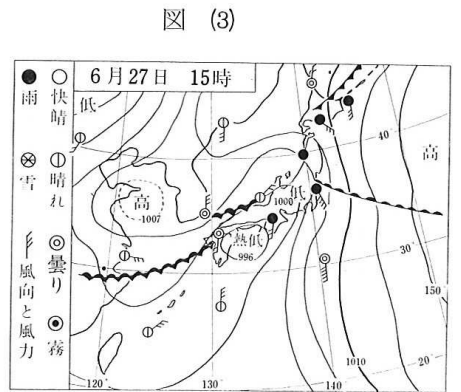 図 (3)
6月27日 15時
○快晴 ⦶晴れ ◎曇り ⦿霧
●雨 ⊗雪 風向と風力
低
高
1007
低
1000
熱低
996
高
40°
30°
20
150
1010
120°
130
140